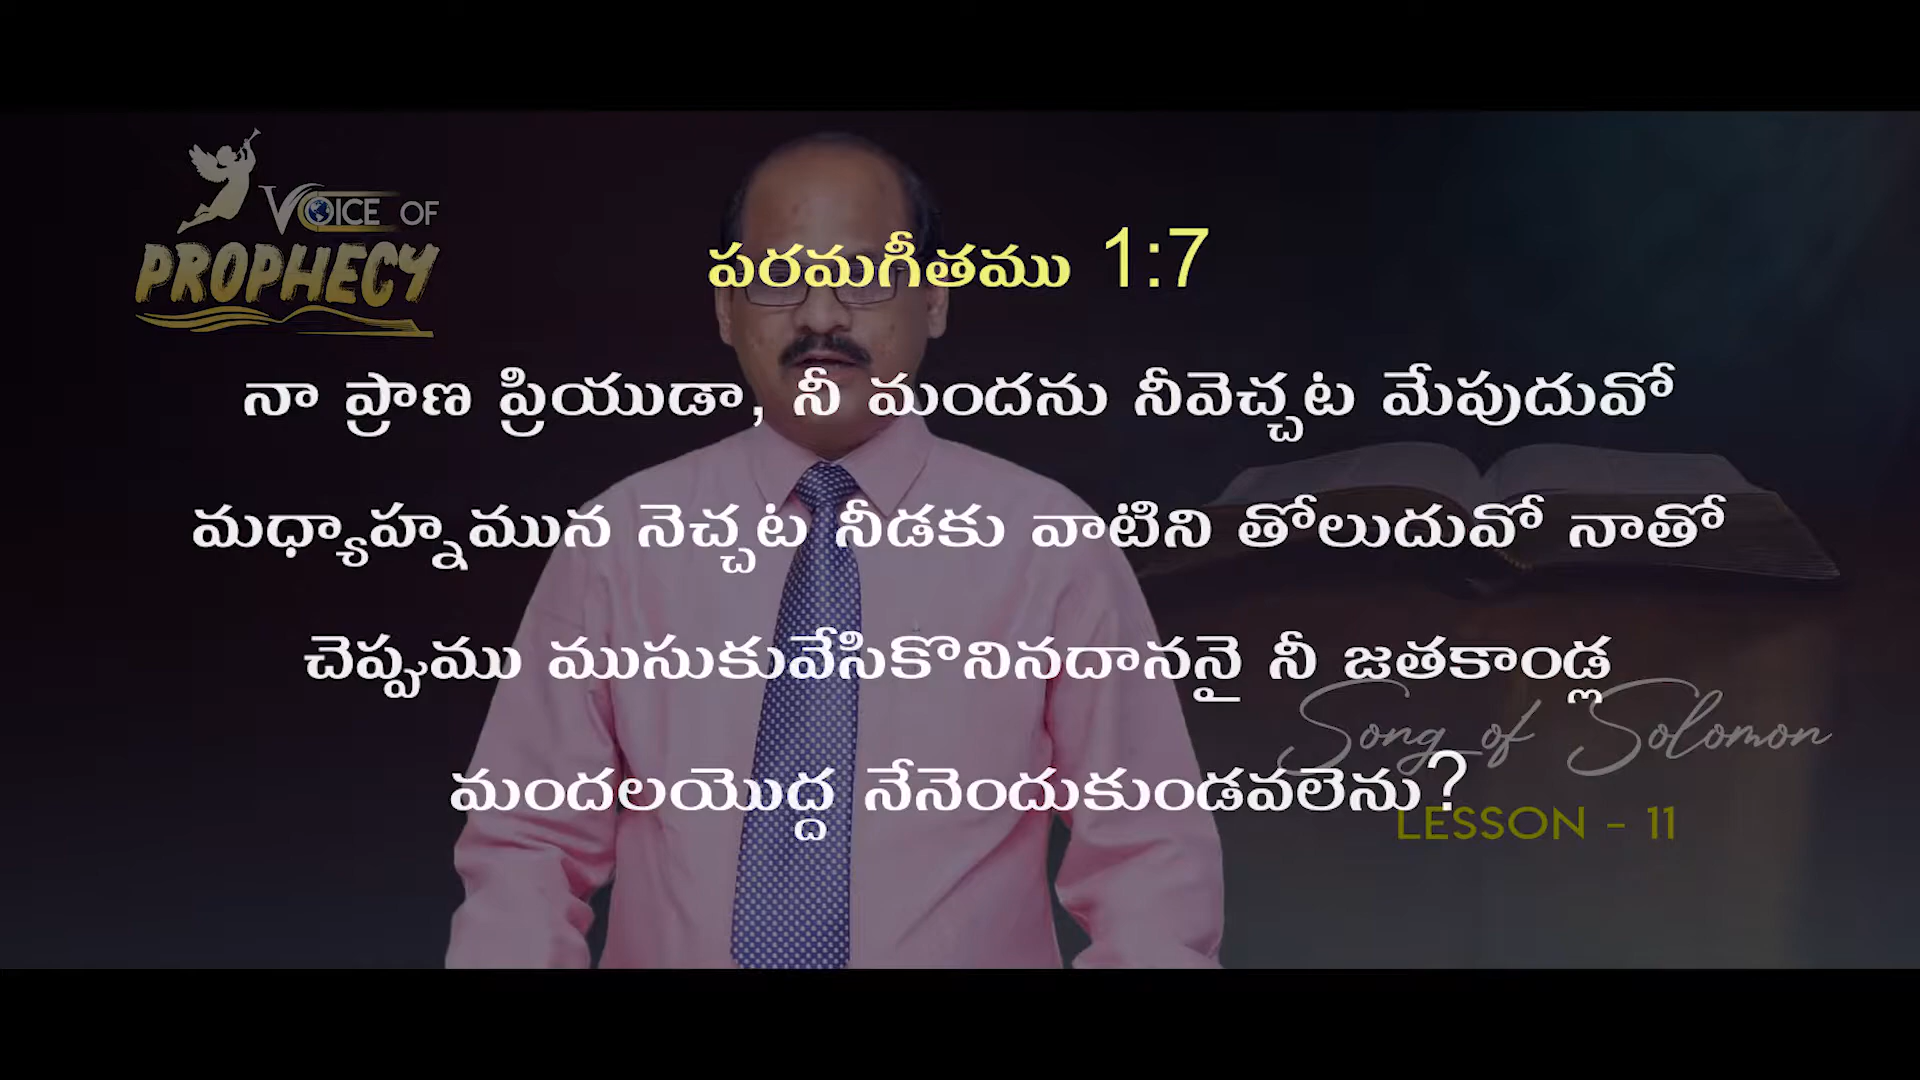 VOICE OF
PROPHECY
పరమగీతము 1:7
నా ప్రాణ ప్రియుడా, నీ మందను నీవెచ్చట మేపుదువో
మధ్యాహ్నమున నెచ్చట నీడకు వాటిని తోలుదువో నాతో
చెప్పుము ముసుకువేసికొనినదాననై నీ జతకాండ్ల
మందలయొద్ద నేనెందుకుండవలెను?
Song of Solomon
LESSON - 11